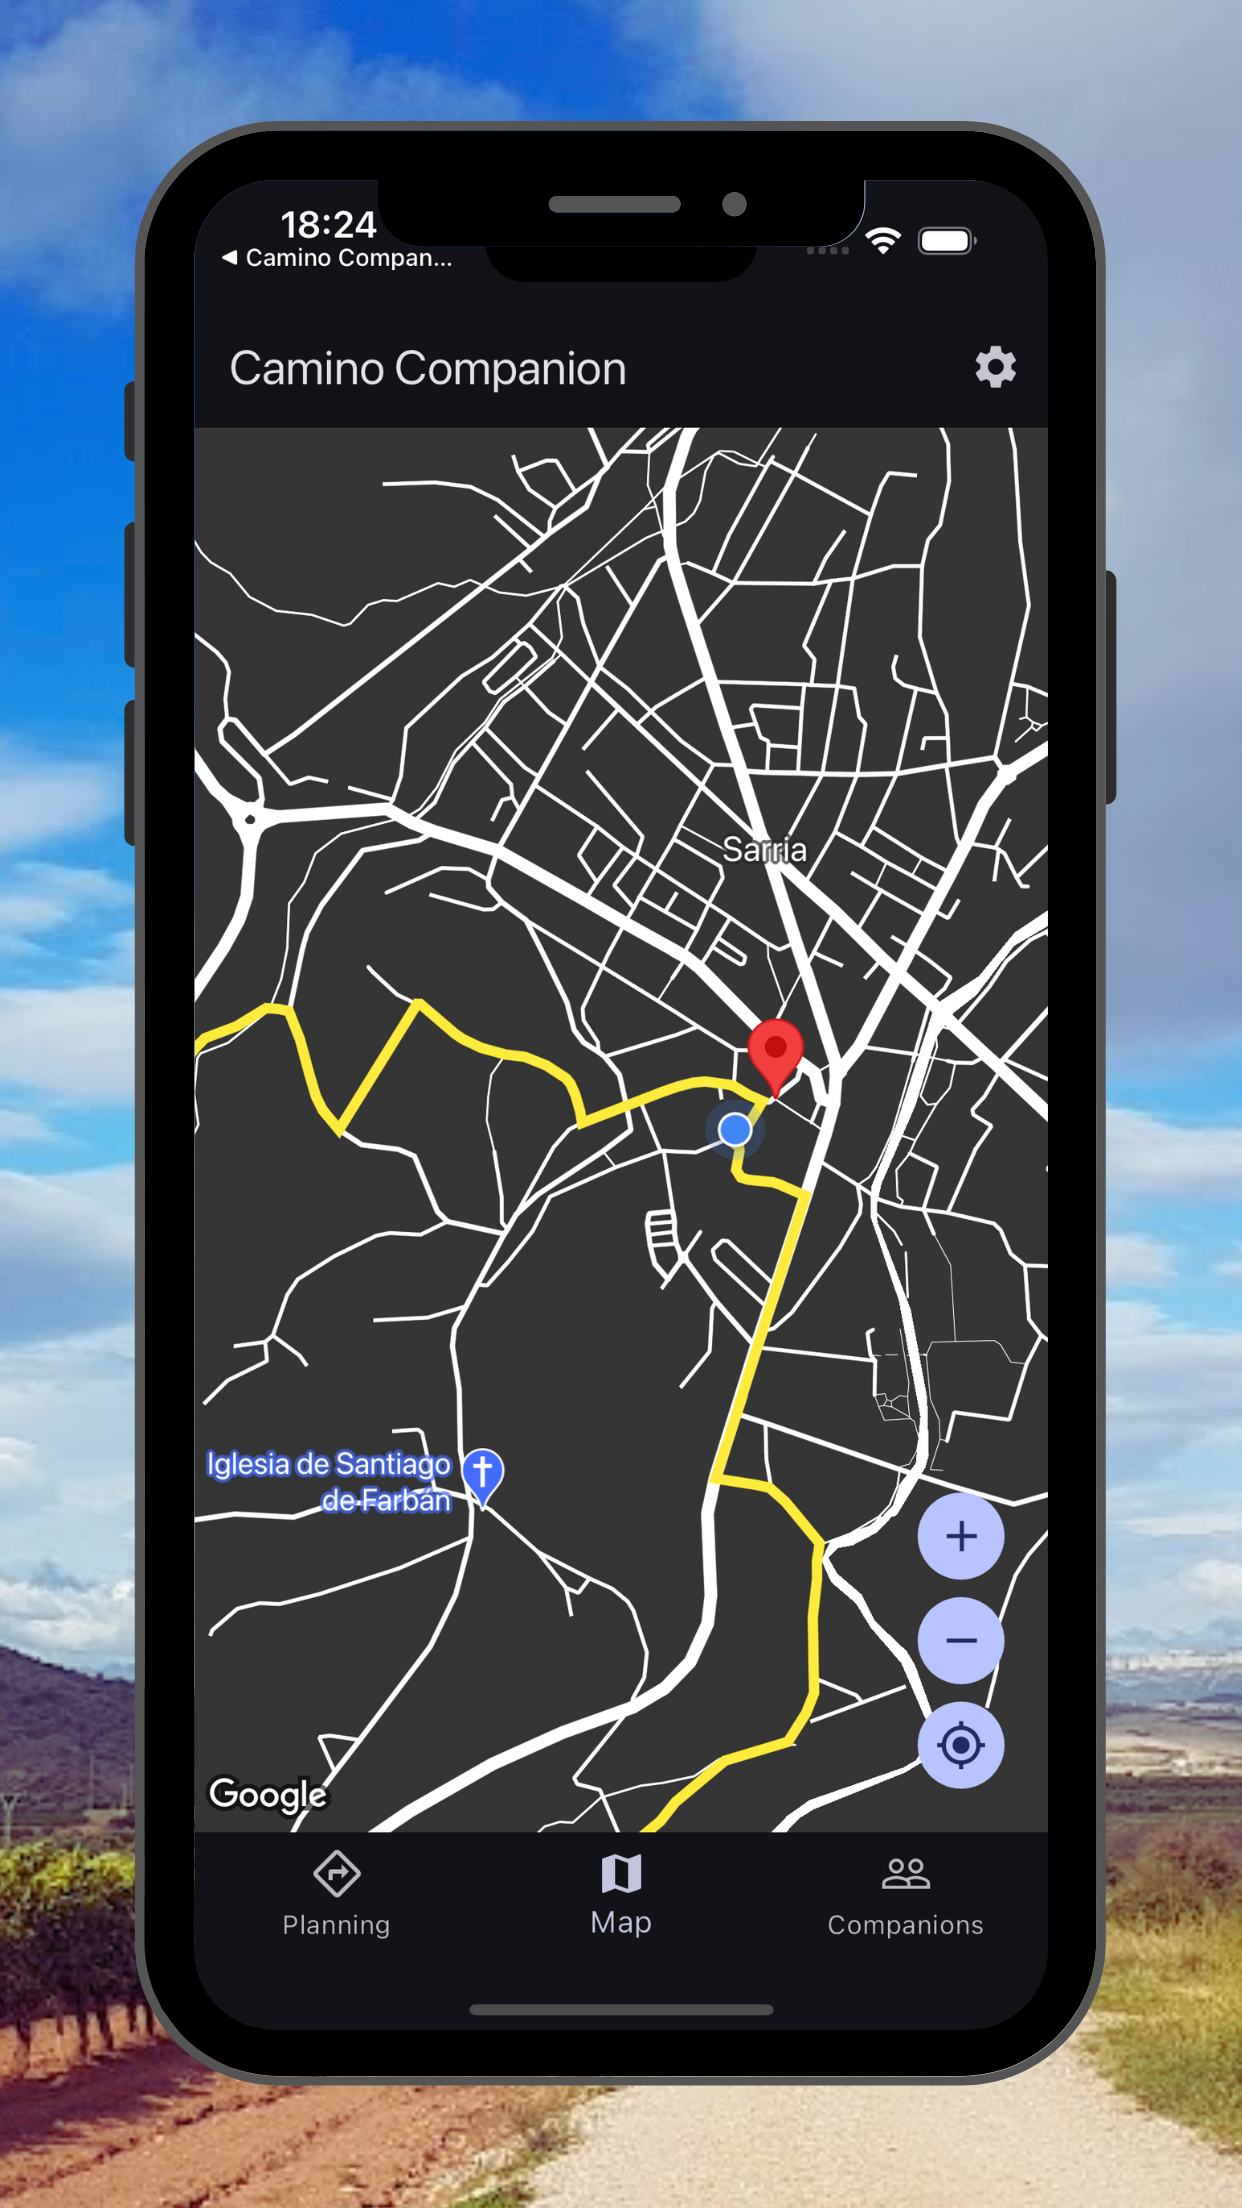 18:24
Camino Compan...
Camino Companion
Sarria
Iglesia de Santiago
de Farbán
Google
Planning
Map
Companions